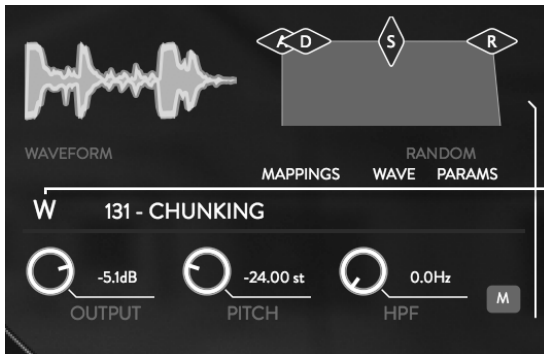 A D S R
WAVEFORM RANDOM
MAPPINGS WAVE PARAMS
W 131 - CHUNKING
-5.1dB -24.00 st 0.0Hz
OUTPUT PITCH HPF M